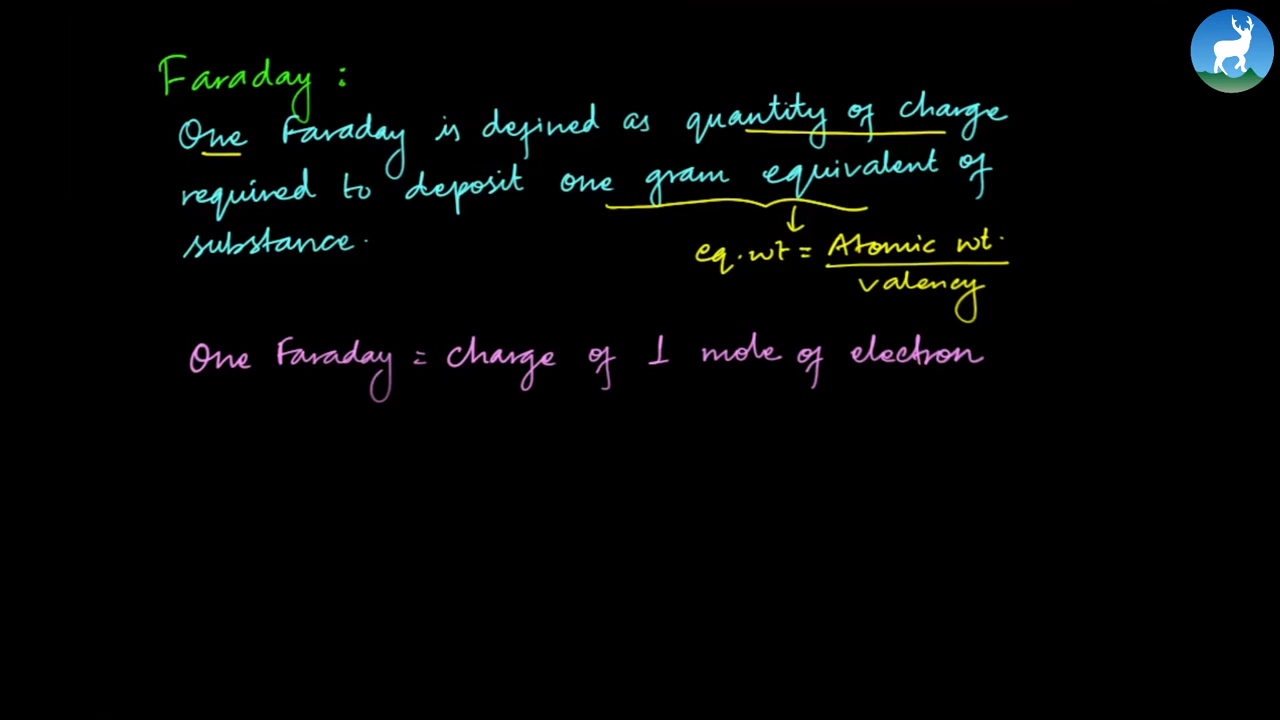 Faraday :
One Faraday is defined as quantity of charge
required to deposit one gram equivalent of
substance.
eq. wt = Atomic wt.
valency
One Faraday = charge of 1 mole of electron